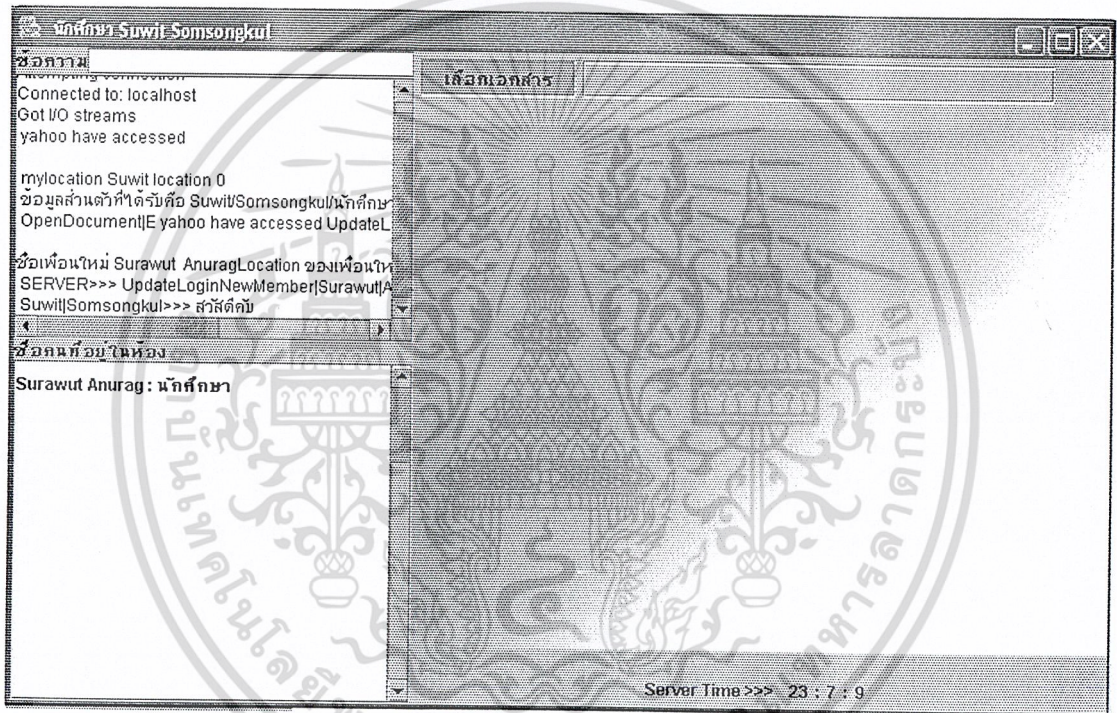 นักศึกษา Suwit Somsongkul
ข้อความ
เลือกเอกสาร
Attempting connection
Connected to: localhost
Got I/O streams
yahoo have accessed
mylocation Suwit location 0
ข้อมูลส่วนตัวที่ได้รับคือ Suwit/Somsongkul/นักศึกษา
OpenDocument|E yahoo have accessed UpdateL
ชื่อเพื่อนใหม่ Surawut AnuragLocation ของเพื่อนให
SERVER>>> UpdateLoginNewMember|Surawut|A
Suwit|Somsongkul>>> สวัสดีคับ
ชื่อคนที่อยู่ในห้อง
Surawut Anurag : นักศึกษา
Server Time >>> 23 : 7 : 9